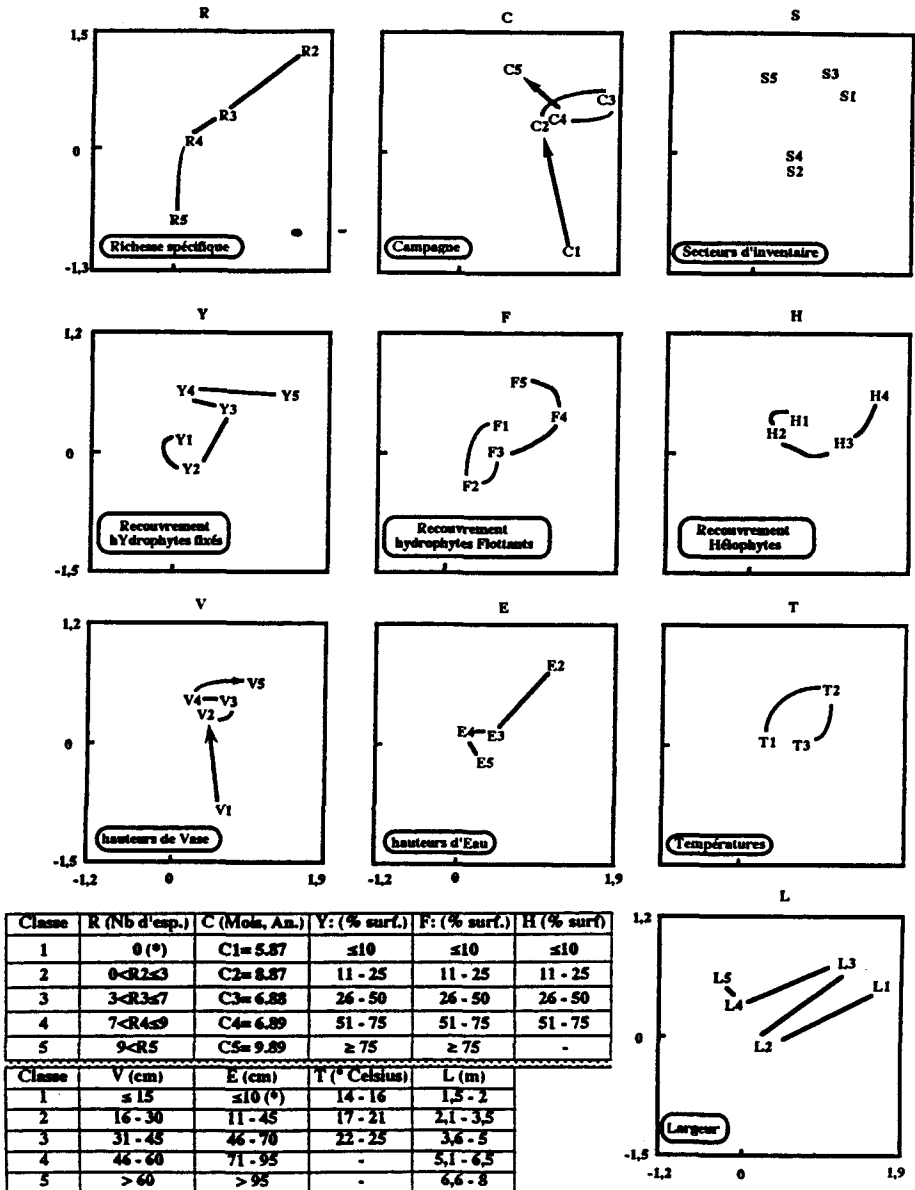 R C S
1,5
R2
R3
R4
R5
0
-1,3
Richesse spécifique
C5
C3
C4
C2
C1
0
Campagne
S5
S3
S1
S4
S2
0
Secteurs d'inventaire
Y F H
1,2
Y4
Y5
Y3
Y1
Y2
0
-1,5
Recouvrement
hYdrophytes fixés
F5
F4
F1
F3
F2
Recouvrement
hydrophytes Flottants
H4
H1
H2
H3
Recouvrement
Hélophytes
V E T
1,2
V5
V4 V3
V2
V1
0
-1,5
hauteurs de Vase
-1,2 0 1,9
E2
E4 E3
E5
hauteurs d'Eau
-1,2 0 1,9
T2
T1 T3
Températures
L
1,2
L3
L5
L1
L4
L2
0
-1,5
Largeur
-1,2 0 1,9
Classe R (Nb d'esp.) C (Mois, An.) Y: (% surf.) F: (% surf.) H (% surf)
1 0 (*) C1= 5.87 ≤10 ≤10 ≤10
2 0<R2≤3 C2= 8.87 11 - 25 11 - 25 11 - 25
3 3<R3≤7 C3= 6.88 26 - 50 26 - 50 26 - 50
4 7<R4≤9 C4= 6.89 51 - 75 51 - 75 51 - 75
5 9<R5 C5= 9.89 ≥ 75 ≥ 75 -
Classe V (cm) E (cm) T (° Celsius) L (m)
1 ≤ 15 ≤10 (*) 14 - 16 1,5 - 2
2 16 - 30 11 - 45 17 - 21 2,1 - 3,5
3 31 - 45 46 - 70 22 - 25 3,6 - 5
4 46 - 60 71 - 95 - 5,1 - 6,5
5 > 60 > 95 - 6,6 - 8